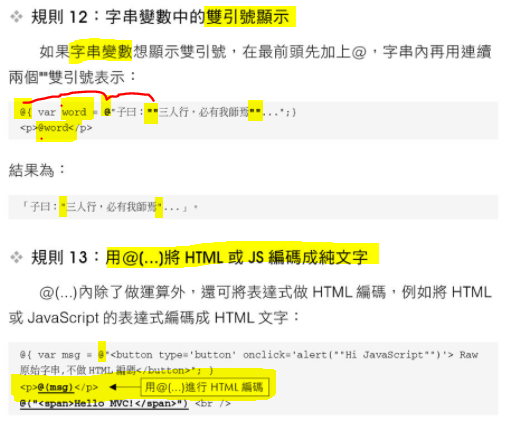 ❖ 規則 12：字串變數中的雙引號顯示
如果字串變數想顯示雙引號，在最前頭先加上@，字串內再用連續
兩個""雙引號表示：
@{ var word = @"子曰：""三人行，必有我師焉""...";}
<p>@word</p>
結果為：
「子曰："三人行，必有我師焉"...」。
❖ 規則 13：用@(...)將 HTML 或 JS 編碼成純文字
@(...)內除了做運算外，還可將表達式做 HTML 編碼，例如將 HTML
或 JavaScript 的表達式編碼成 HTML 文字：
@{ var msg = @"<button type='button' onclick='alert(""Hi JavaScript"")'> Raw
原始字串,不做 HTML 編碼</button>"; }
<p>@(msg)</p> 用@(...)進行 HTML 編碼
@("<span>Hello MVC!</span>") <br />